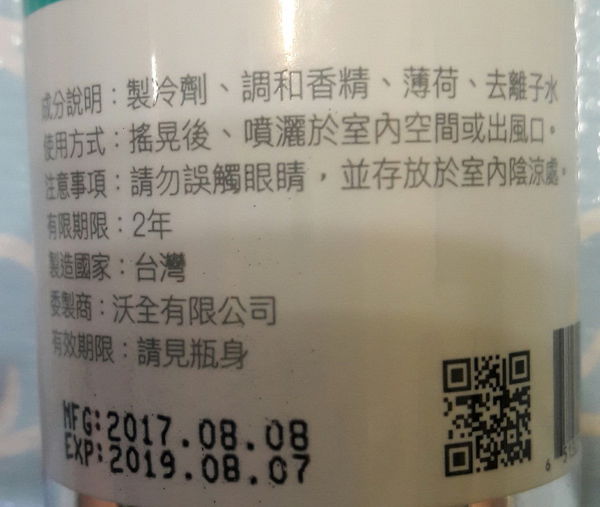 成分說明：製冷劑、調和香精、薄荷、去離子水
使用方式：搖晃後、噴灑於室內空間或出風口。
注意事項：請勿誤觸眼睛，並存放於室內陰涼處。
有限期限：2年
製造國家：台灣
委製商：沃全有限公司
有效期限：請見瓶身
MFG:2017.08.08
EXP:2019.08.07